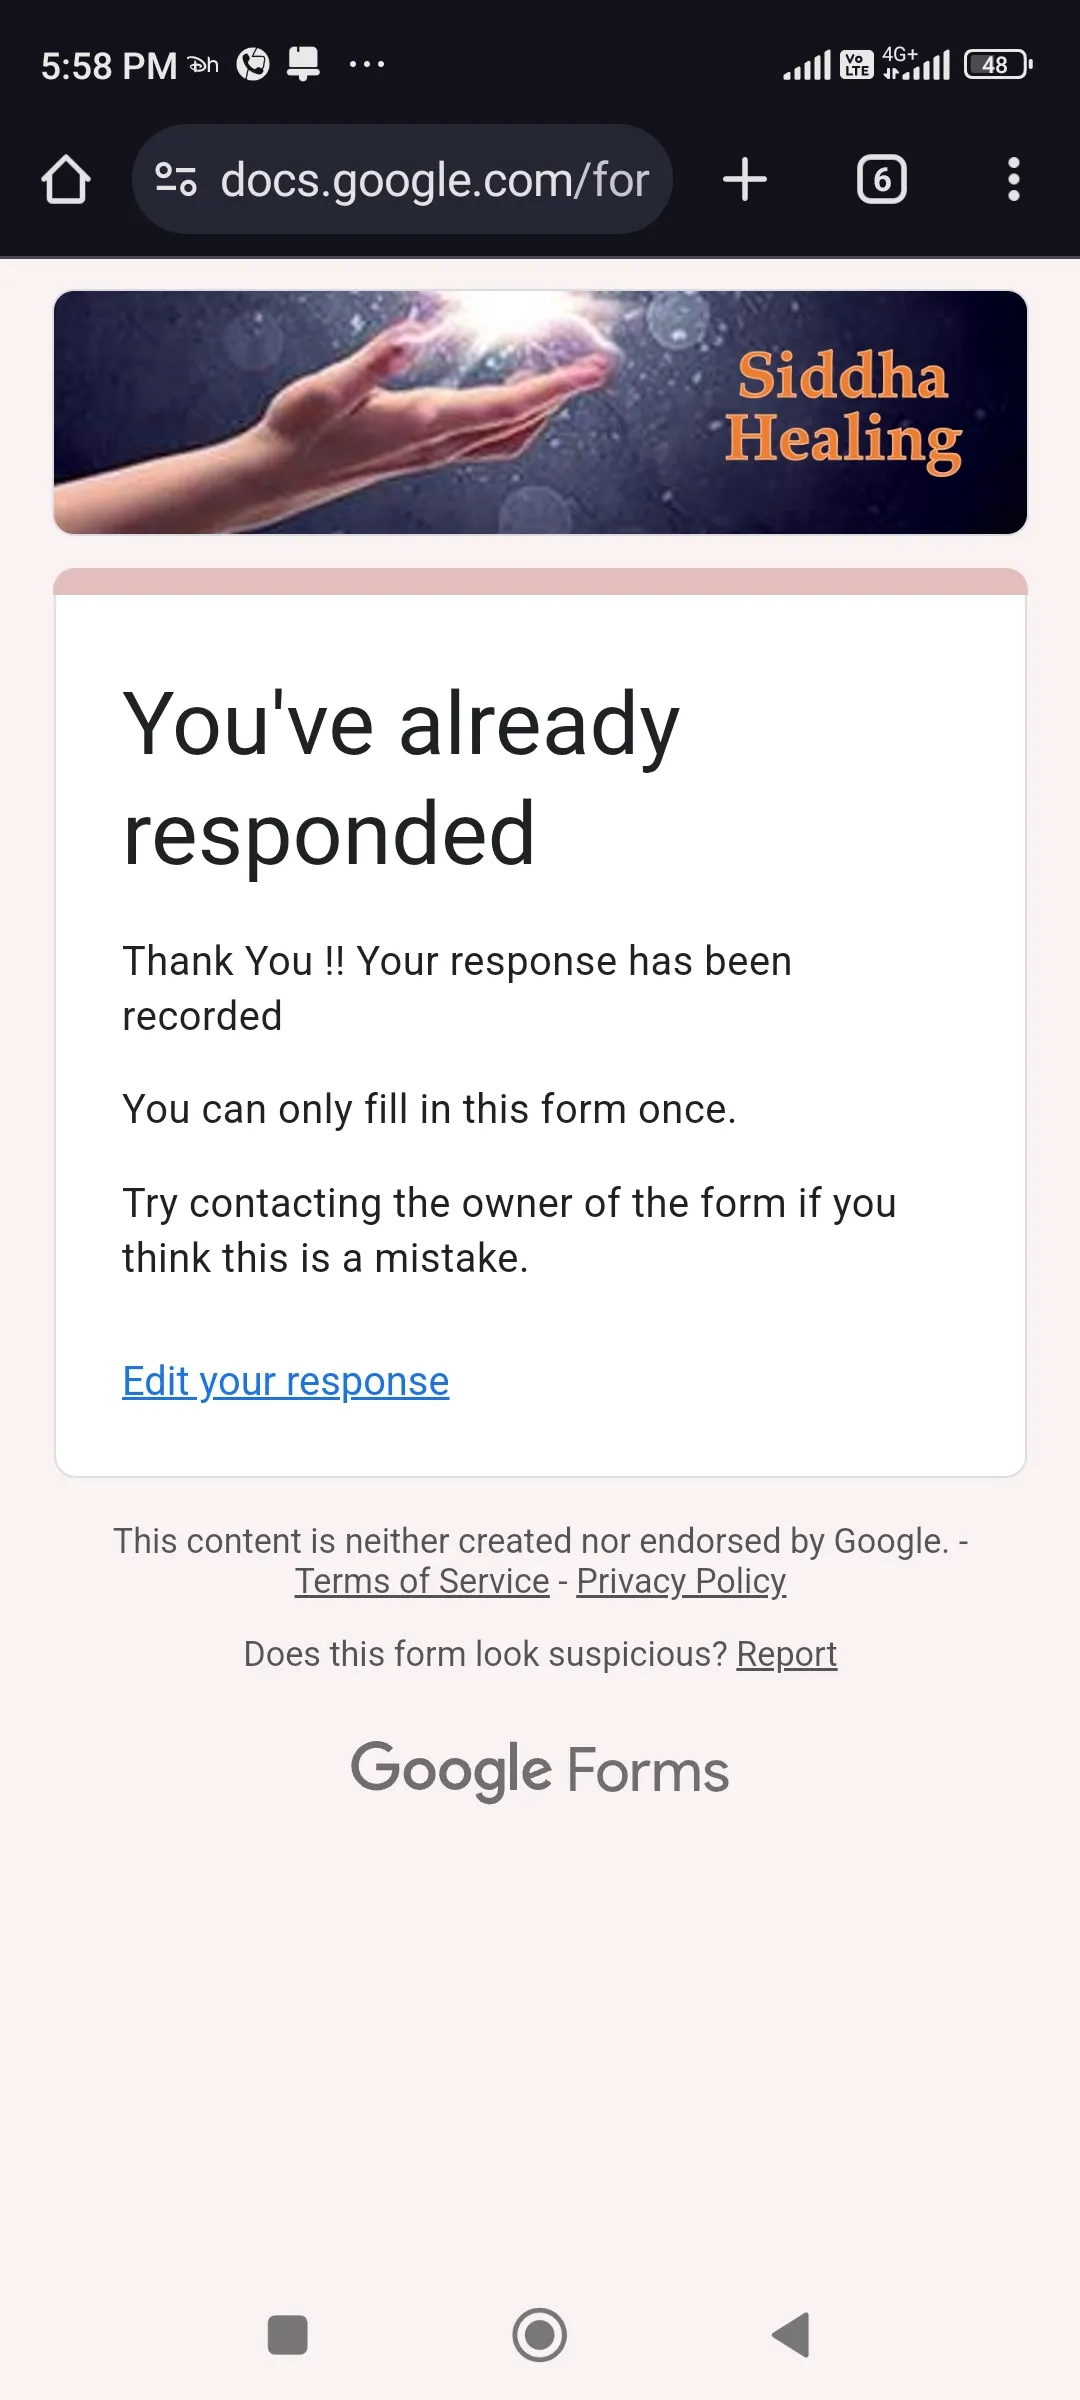 5:58 PM
Vo LTE 4G+ 48
docs.google.com/for
6
Siddha
Healing
You've already
responded
Thank You !! Your response has been
recorded
You can only fill in this form once.
Try contacting the owner of the form if you
think this is a mistake.
Edit your response
This content is neither created nor endorsed by Google. -
Terms of Service - Privacy Policy
Does this form look suspicious? Report
Google Forms